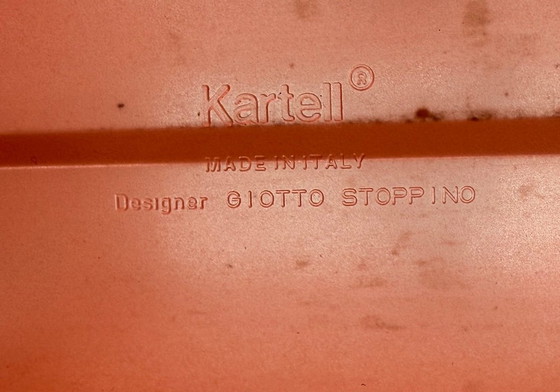 Kartell®
MADE IN ITALY
Designer GIOTTO STOPPINO